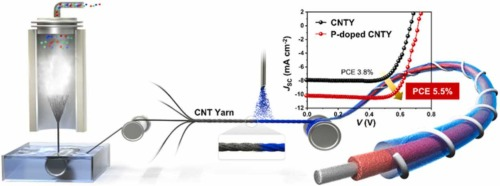 CNT Yarn
CNTY
P-doped CNTY
PCE 3.8%
PCE 5.5%
J_SC (mA cm⁻²)
2
0
-2
-4
-6
-8
-10
-12
0.0 0.2 0.4 0.6 0.8
V (V)